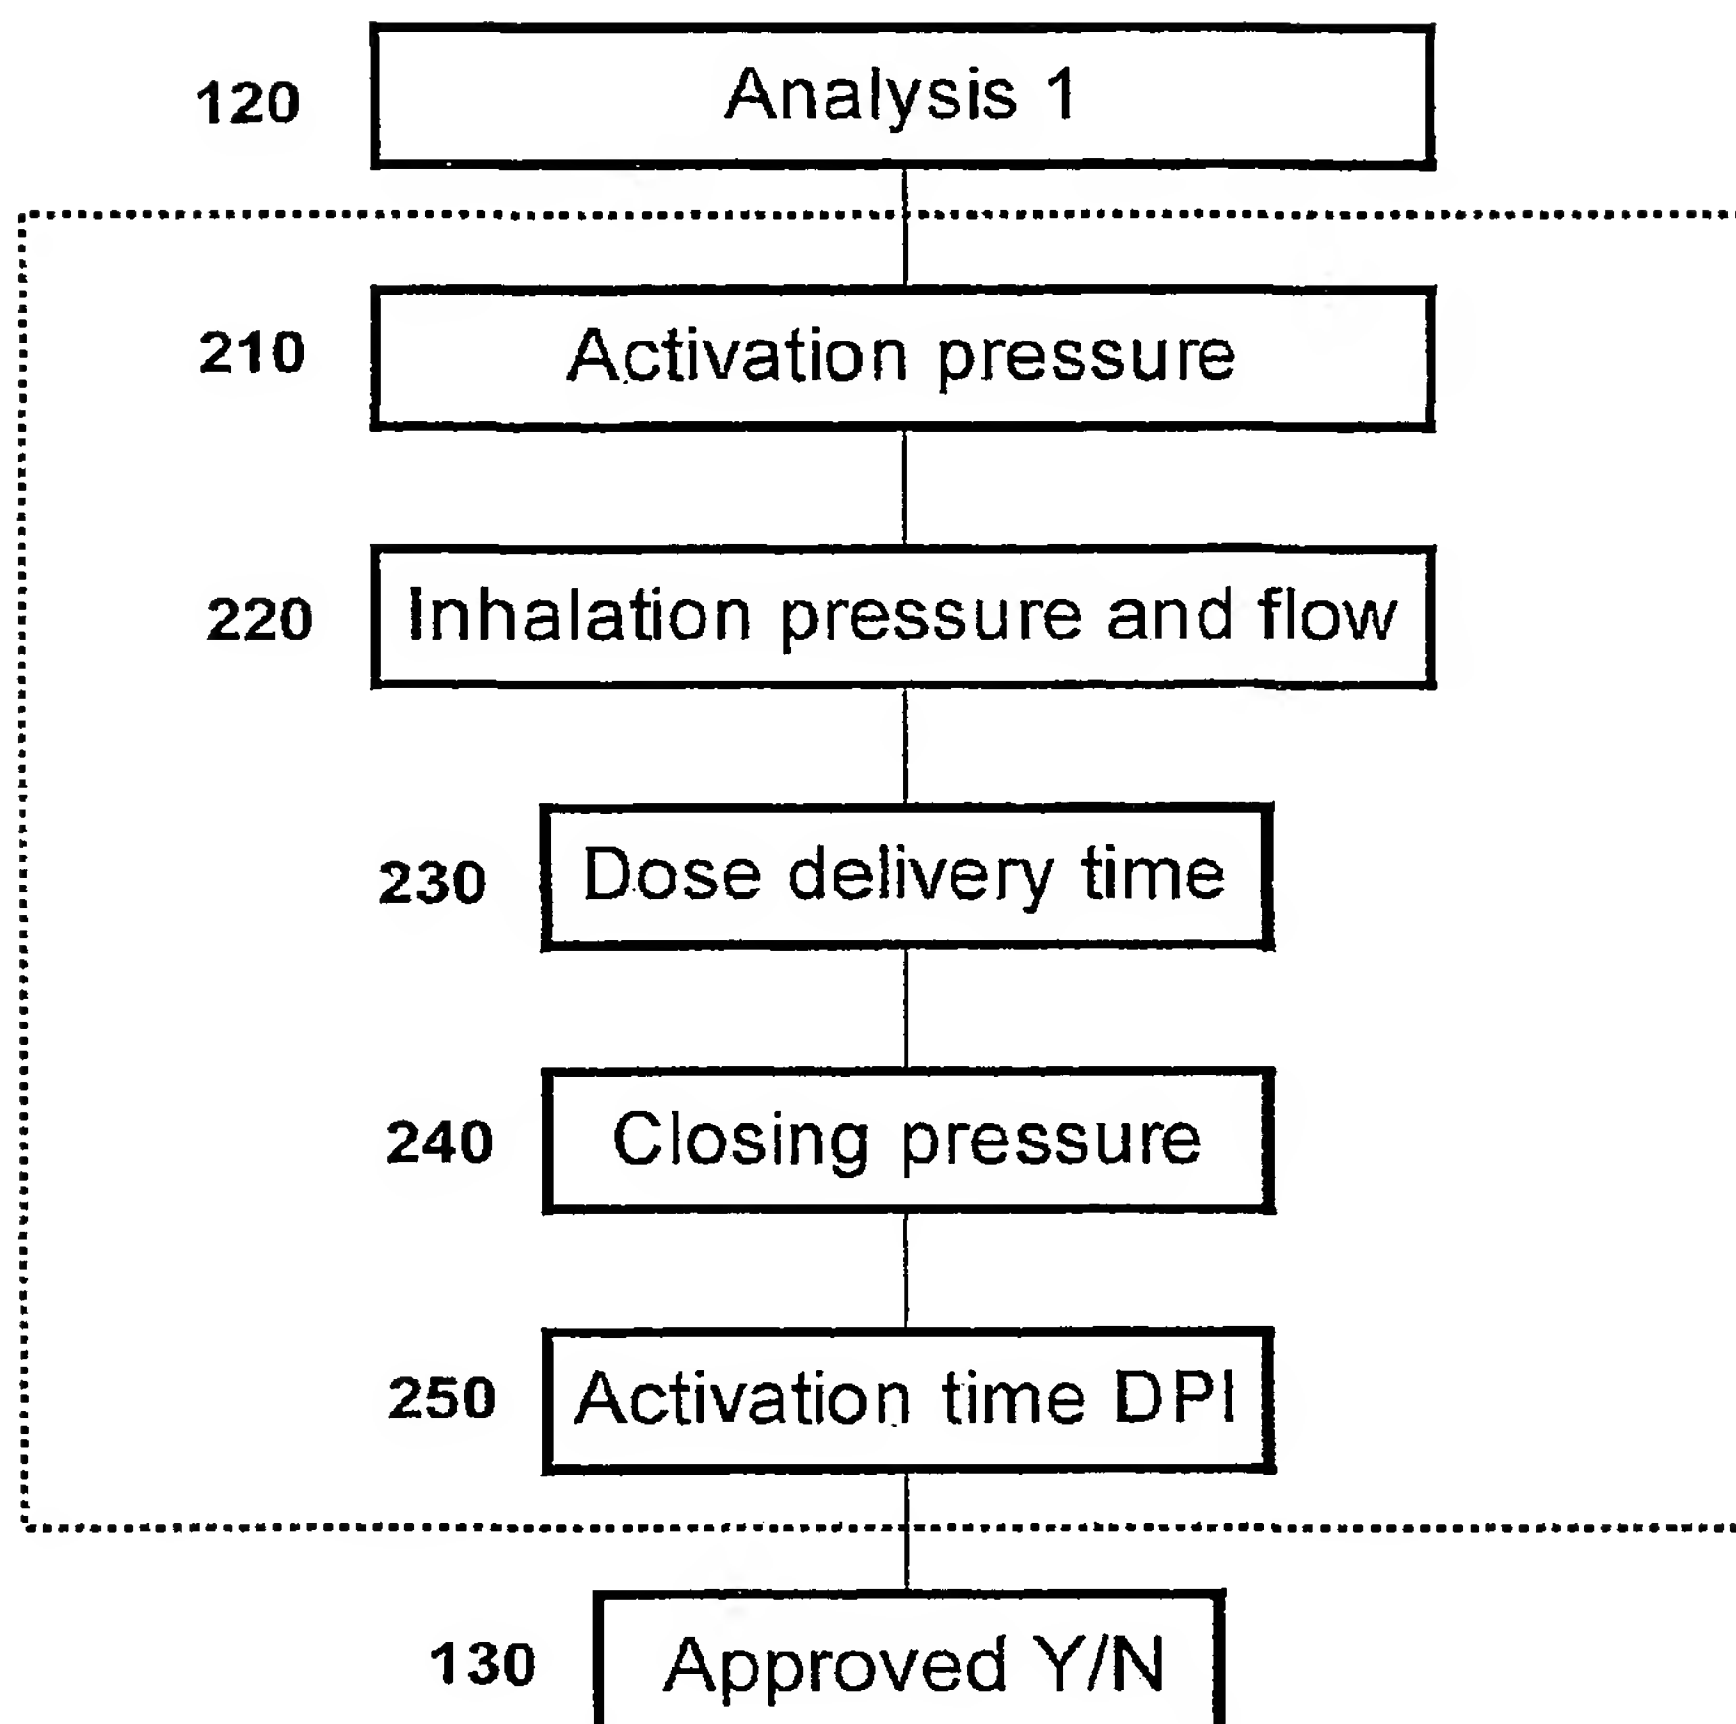 120 Analysis 1
210 Activation pressure
220 Inhalation pressure and flow
230 Dose delivery time
240 Closing pressure
250 Activation time DPI
130 Approved Y/N